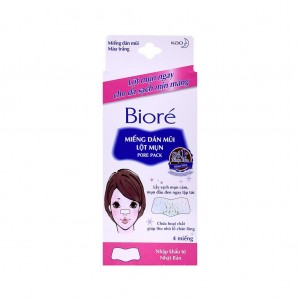 Miếng dán mũi
Màu trắng
KAO
Lột mụn ngay
cho da sạch mịn màng
Bioré
MIẾNG DÁN MŨI
LỘT MỤN
PORE PACK
Lấy sạch mụn cám,
mụn đầu đen ngay lập tức
Chứa hoạt chất
giúp the nhỏ lỗ chân lông
4 miếng
Nhập khẩu từ
Nhật Bản